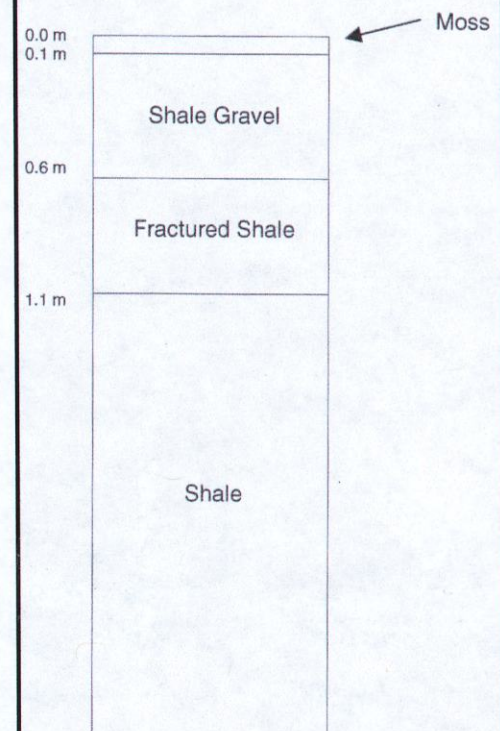 Moss
0.0 m
0.1 m
Shale Gravel
0.6 m
Fractured Shale
1.1 m
Shale